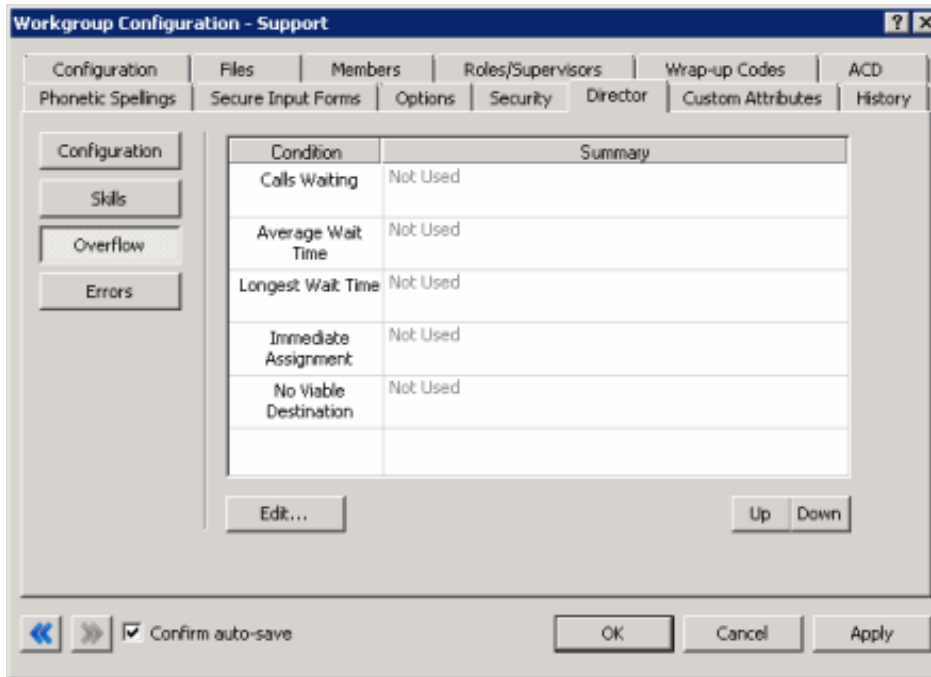 Workgroup Configuration - Support
Configuration Files Members Roles/Supervisors Wrap-up Codes ACD
Phonetic Spellings Secure Input Forms Options Security Director Custom Attributes History
Configuration
Skills
Overflow
Errors
Condition Summary
Calls Waiting Not Used
Average Wait Not Used
Time
Longest Wait Time Not Used
Immediate Not Used
Assignment
No Viable Not Used
Destination
Edit... Up Down
Confirm auto-save OK Cancel Apply